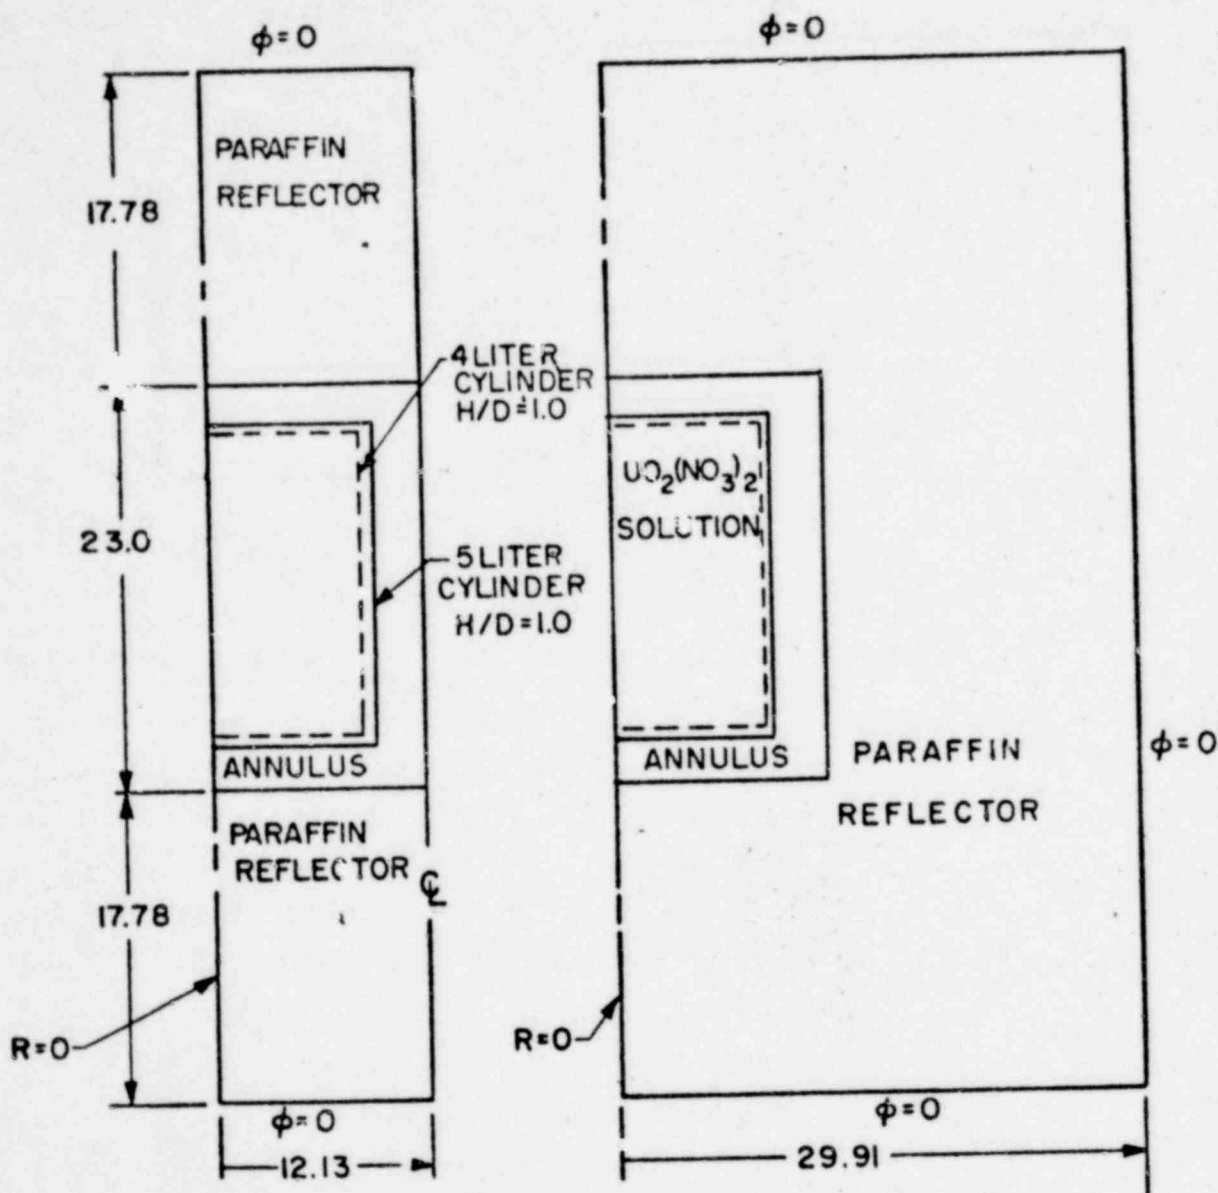 ϕ=0
ϕ=0
PARAFFIN
REFLECTOR
17.78
4 LITER
CYLINDER
H/D=1.0
UO₂(NO₃)₂
SOLUTION
23.0
5 LITER
CYLINDER
H/D=1.0
ANNULUS
ANNULUS
PARAFFIN
REFLECTOR
ϕ=0
PARAFFIN
REFLECTOR
℄
17.78
R=0
R=0
ϕ=0
ϕ=0
12.13
29.91